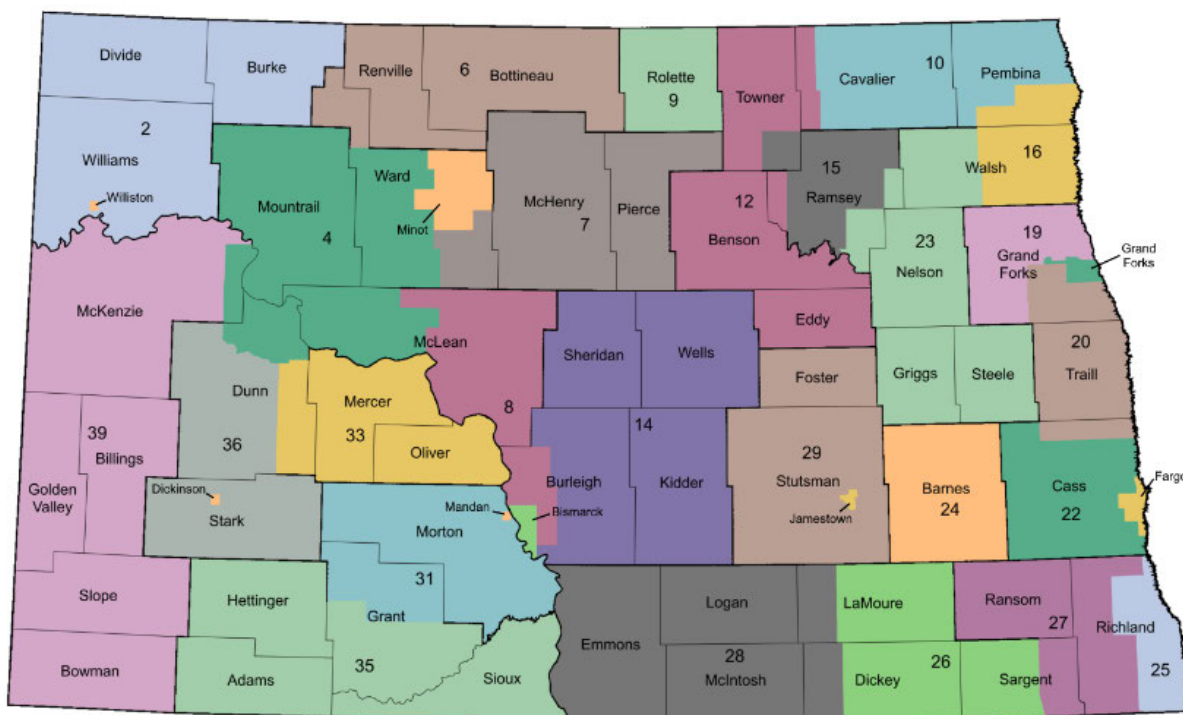 Divide
Burke
Renville
6
Bottineau
Rolette
9
Towner
Cavalier
10
Pembina
2
Williams
Williston
Mountrail
4
Ward
Minot
McHenry
7
Pierce
12
Benson
15
Ramsey
Walsh
16
23
Nelson
19
Grand
Forks
Grand
Forks
McKenzie
McLean
8
Sheridan
Wells
Eddy
Foster
Griggs
Steele
20
Traill
Dunn
36
Mercer
33
Oliver
39
Billings
Golden
Valley
Dickinson
Stark
Mandan
Morton
31
Grant
Burleigh
Bismarck
14
Kidder
29
Stutsman
Jamestown
Barnes
24
Cass
22
Fargo
Slope
Hettinger
Bowman
Adams
35
Sioux
Emmons
Logan
28
McIntosh
LaMoure
26
Dickey
Ransom
27
Sargent
Richland
25